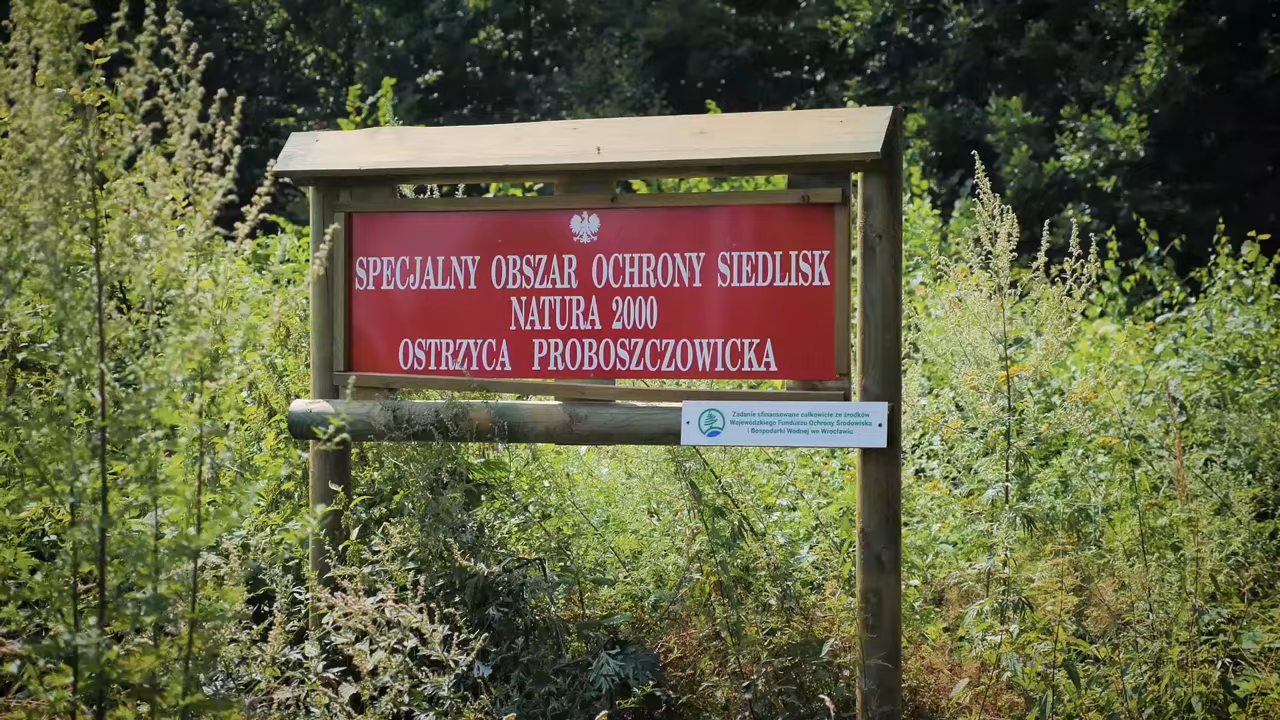 SPECJALNY OBSZAR OCHRONY SIEDLISK
NATURA 2000
OSTRZYCA PROBOSZCZOWICKA
Zadanie sfinansowane całkowicie ze środków
Wojewódzkiego Funduszu Ochrony Środowiska
i Gospodarki Wodnej we Wrocławiu